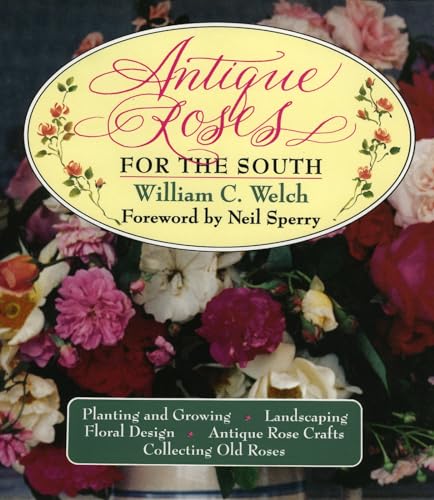 Antique
Roses
FOR THE SOUTH
William C. Welch
Foreword by Neil Sperry
Planting and Growing * Landscaping
Floral Design * Antique Rose Crafts
Collecting Old Roses